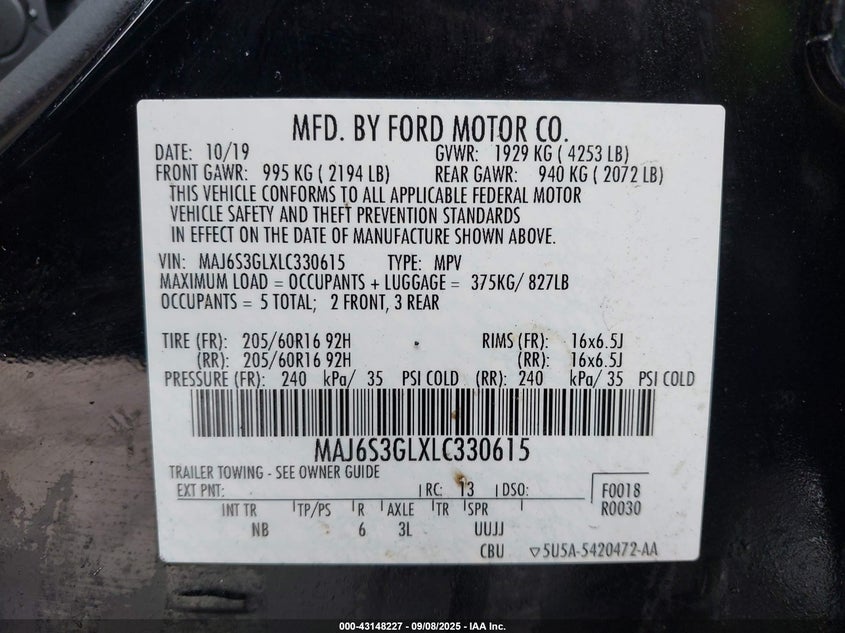 MFD. BY FORD MOTOR CO.
DATE: 10/19 GVWR: 1929 KG ( 4253 LB)
FRONT GAWR: 995 KG ( 2194 LB) REAR GAWR: 940 KG ( 2072 LB)
THIS VEHICLE CONFORMS TO ALL APPLICABLE FEDERAL MOTOR
VEHICLE SAFETY AND THEFT PREVENTION STANDARDS
IN EFFECT ON THE DATE OF MANUFACTURE SHOWN ABOVE.
VIN: MAJ6S3GLXLC330615 TYPE: MPV
MAXIMUM LOAD = OCCUPANTS + LUGGAGE = 375KG/ 827LB
OCCUPANTS = 5 TOTAL; 2 FRONT, 3 REAR
TIRE (FR): 205/60R16 92H RIMS (FR): 16x6.5J
(RR): 205/60R16 92H (RR): 16x6.5J
PRESSURE (FR): 240 kPa/ 35 PSI COLD (RR): 240 kPa/ 35 PSI COLD
MAJ6S3GLXLC330615
TRAILER TOWING - SEE OWNER GUIDE
EXT PNT: RC: 13 DSO: F0018
R0030
INT TR TP/PS R AXLE TR SPR
NB 6 3L UUJJ
CBU ▽5U5A-5420472-AA
000-43148227 - 09/08/2025 - IAA Inc.